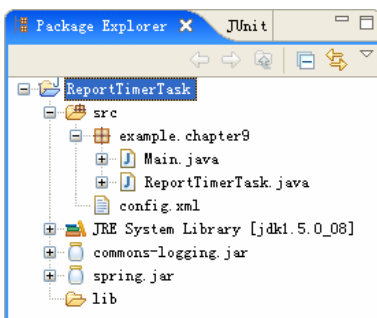 Package Explorer JUnit
ReportTimerTask
src
example.chapter9
Main.java
ReportTimerTask.java
config.xml
JRE System Library [jdk1.5.0_08]
commons-logging.jar
spring.jar
lib